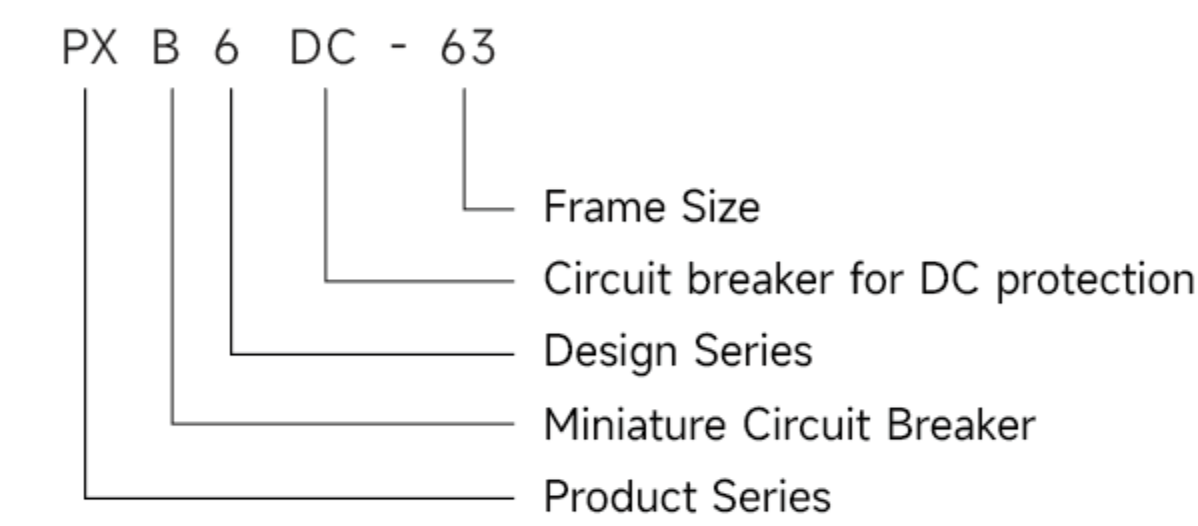 PX B 6 DC - 63
Frame Size
Circuit breaker for DC protection
Design Series
Miniature Circuit Breaker
Product Series